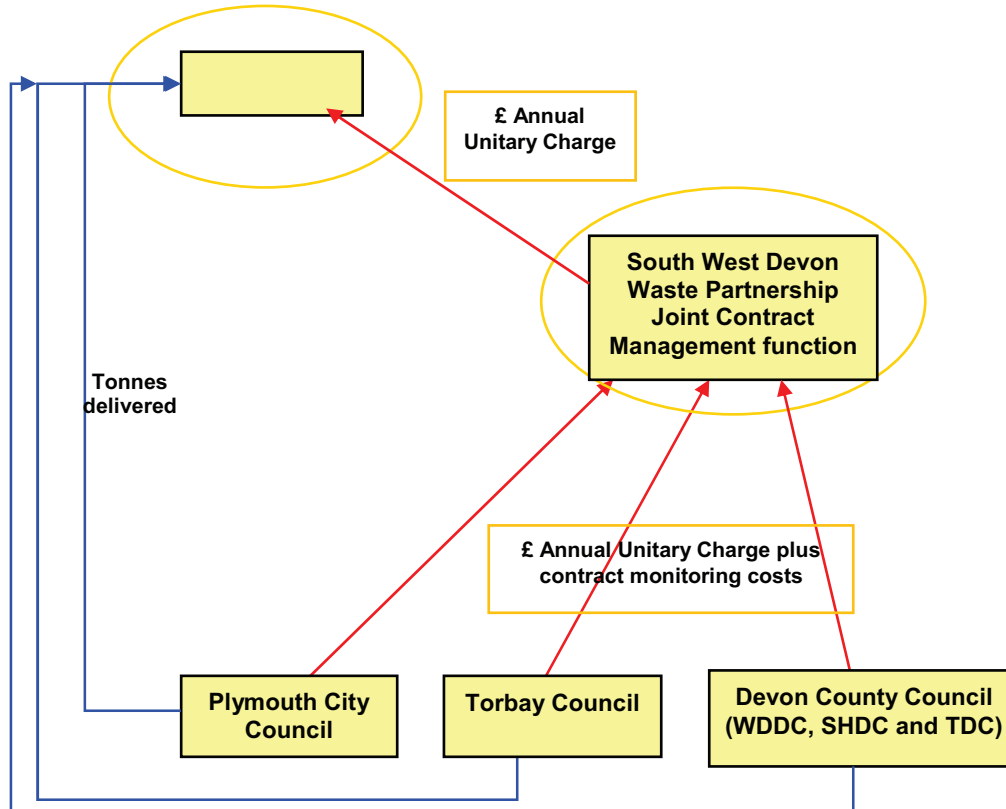 £ Annual
Unitary Charge
South West Devon
Waste Partnership
Joint Contract
Management function
Tonnes
delivered
£ Annual Unitary Charge plus
contract monitoring costs
Plymouth City
Council
Torbay Council
Devon County Council
(WDDC, SHDC and TDC)